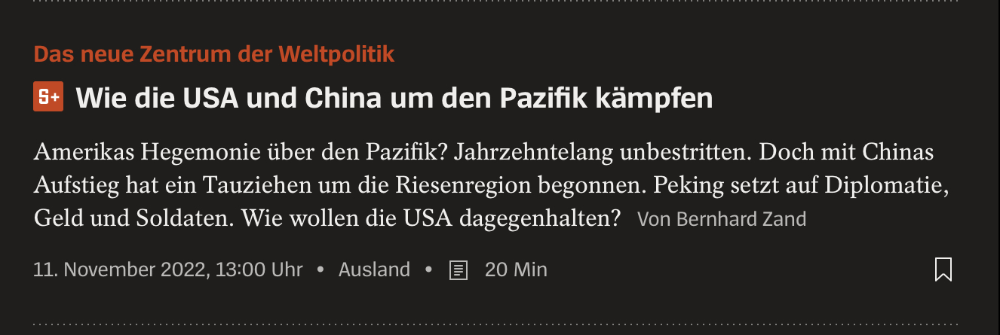 Das neue Zentrum der Weltpolitik
S+ Wie die USA und China um den Pazifik kämpfen
Amerikas Hegemonie über den Pazifik? Jahrzehntelang unbestritten. Doch mit Chinas
Aufstieg hat ein Tauziehen um die Riesenregion begonnen. Peking setzt auf Diplomatie,
Geld und Soldaten. Wie wollen die USA dagegenhalten? Von Bernhard Zand
11. November 2022, 13:00 Uhr • Ausland • 20 Min